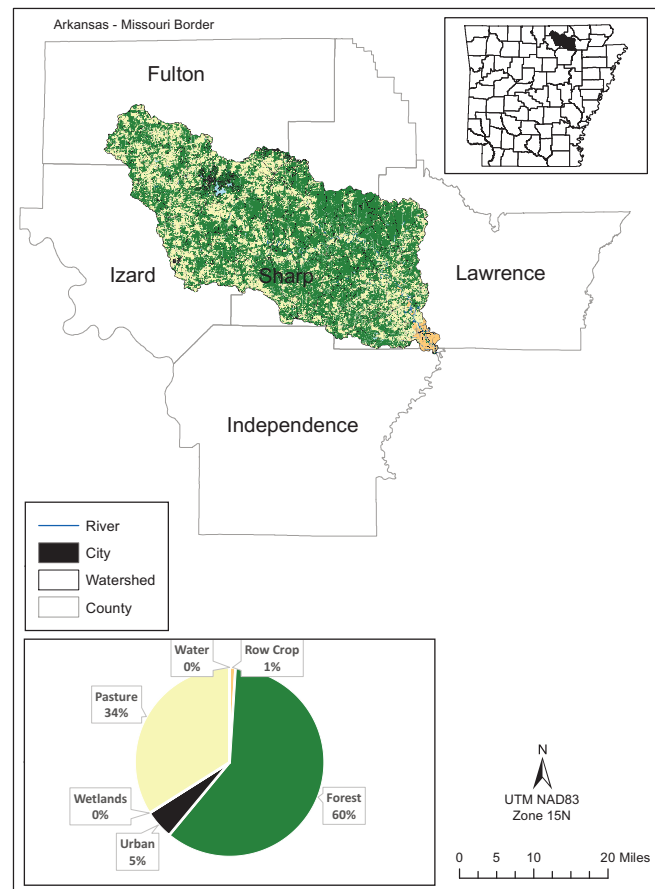 Arkansas - Missouri Border
Fulton
Izard
Sharp
Lawrence
Independence
River
City
Watershed
County
Water
0%
Row Crop
1%
Pasture
34%
Wetlands
0%
Urban
5%
Forest
60%
N
UTM NAD83
Zone 15N
0 5 10 20 Miles